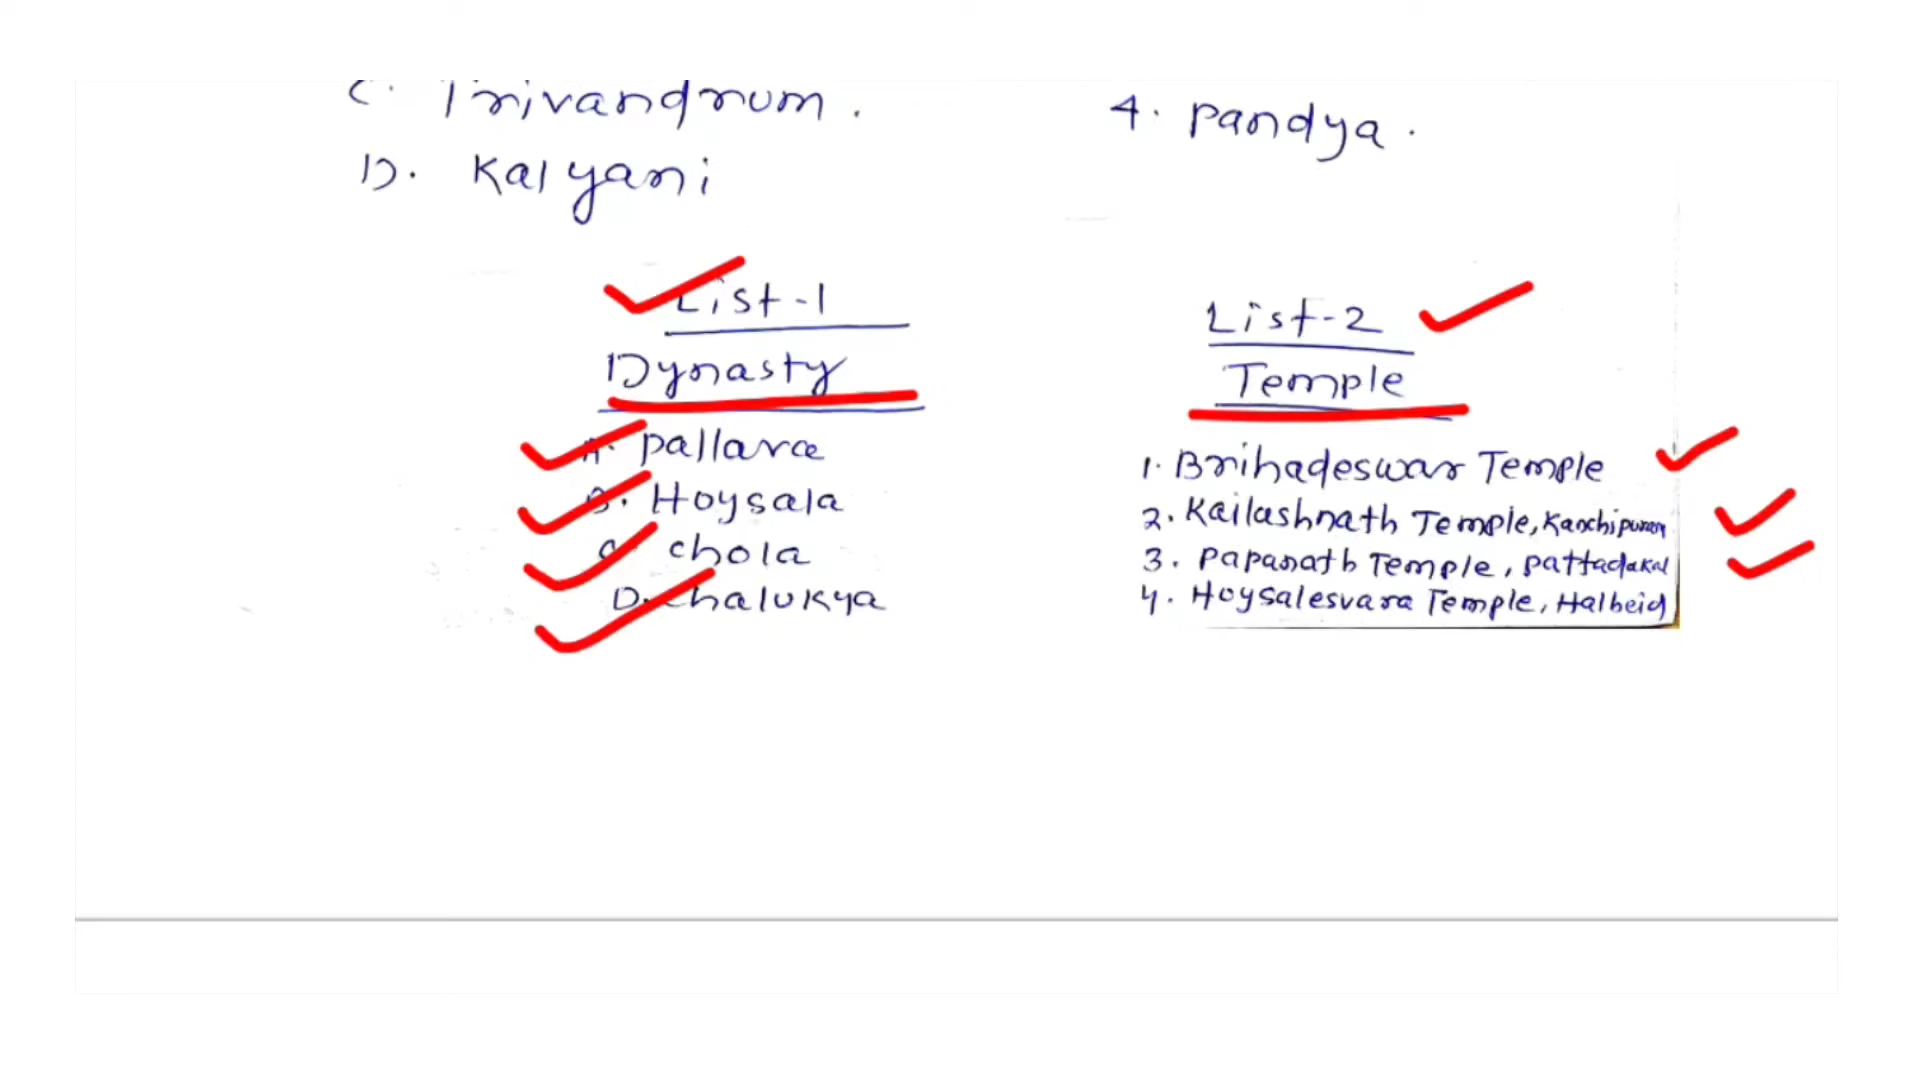 C. Trivandrum.
4. Pandya.
D. Kalyani
List-1
List-2
Dynasty
Temple
A. Pallava
B. Hoysala
C. chola
D. Chalukya
1. Brihadeswar Temple
2. Kailashnath Temple, Kanchipuram
3. Papanath Temple, Pattadakal
4. Hoysalesvara Temple, Halbeid